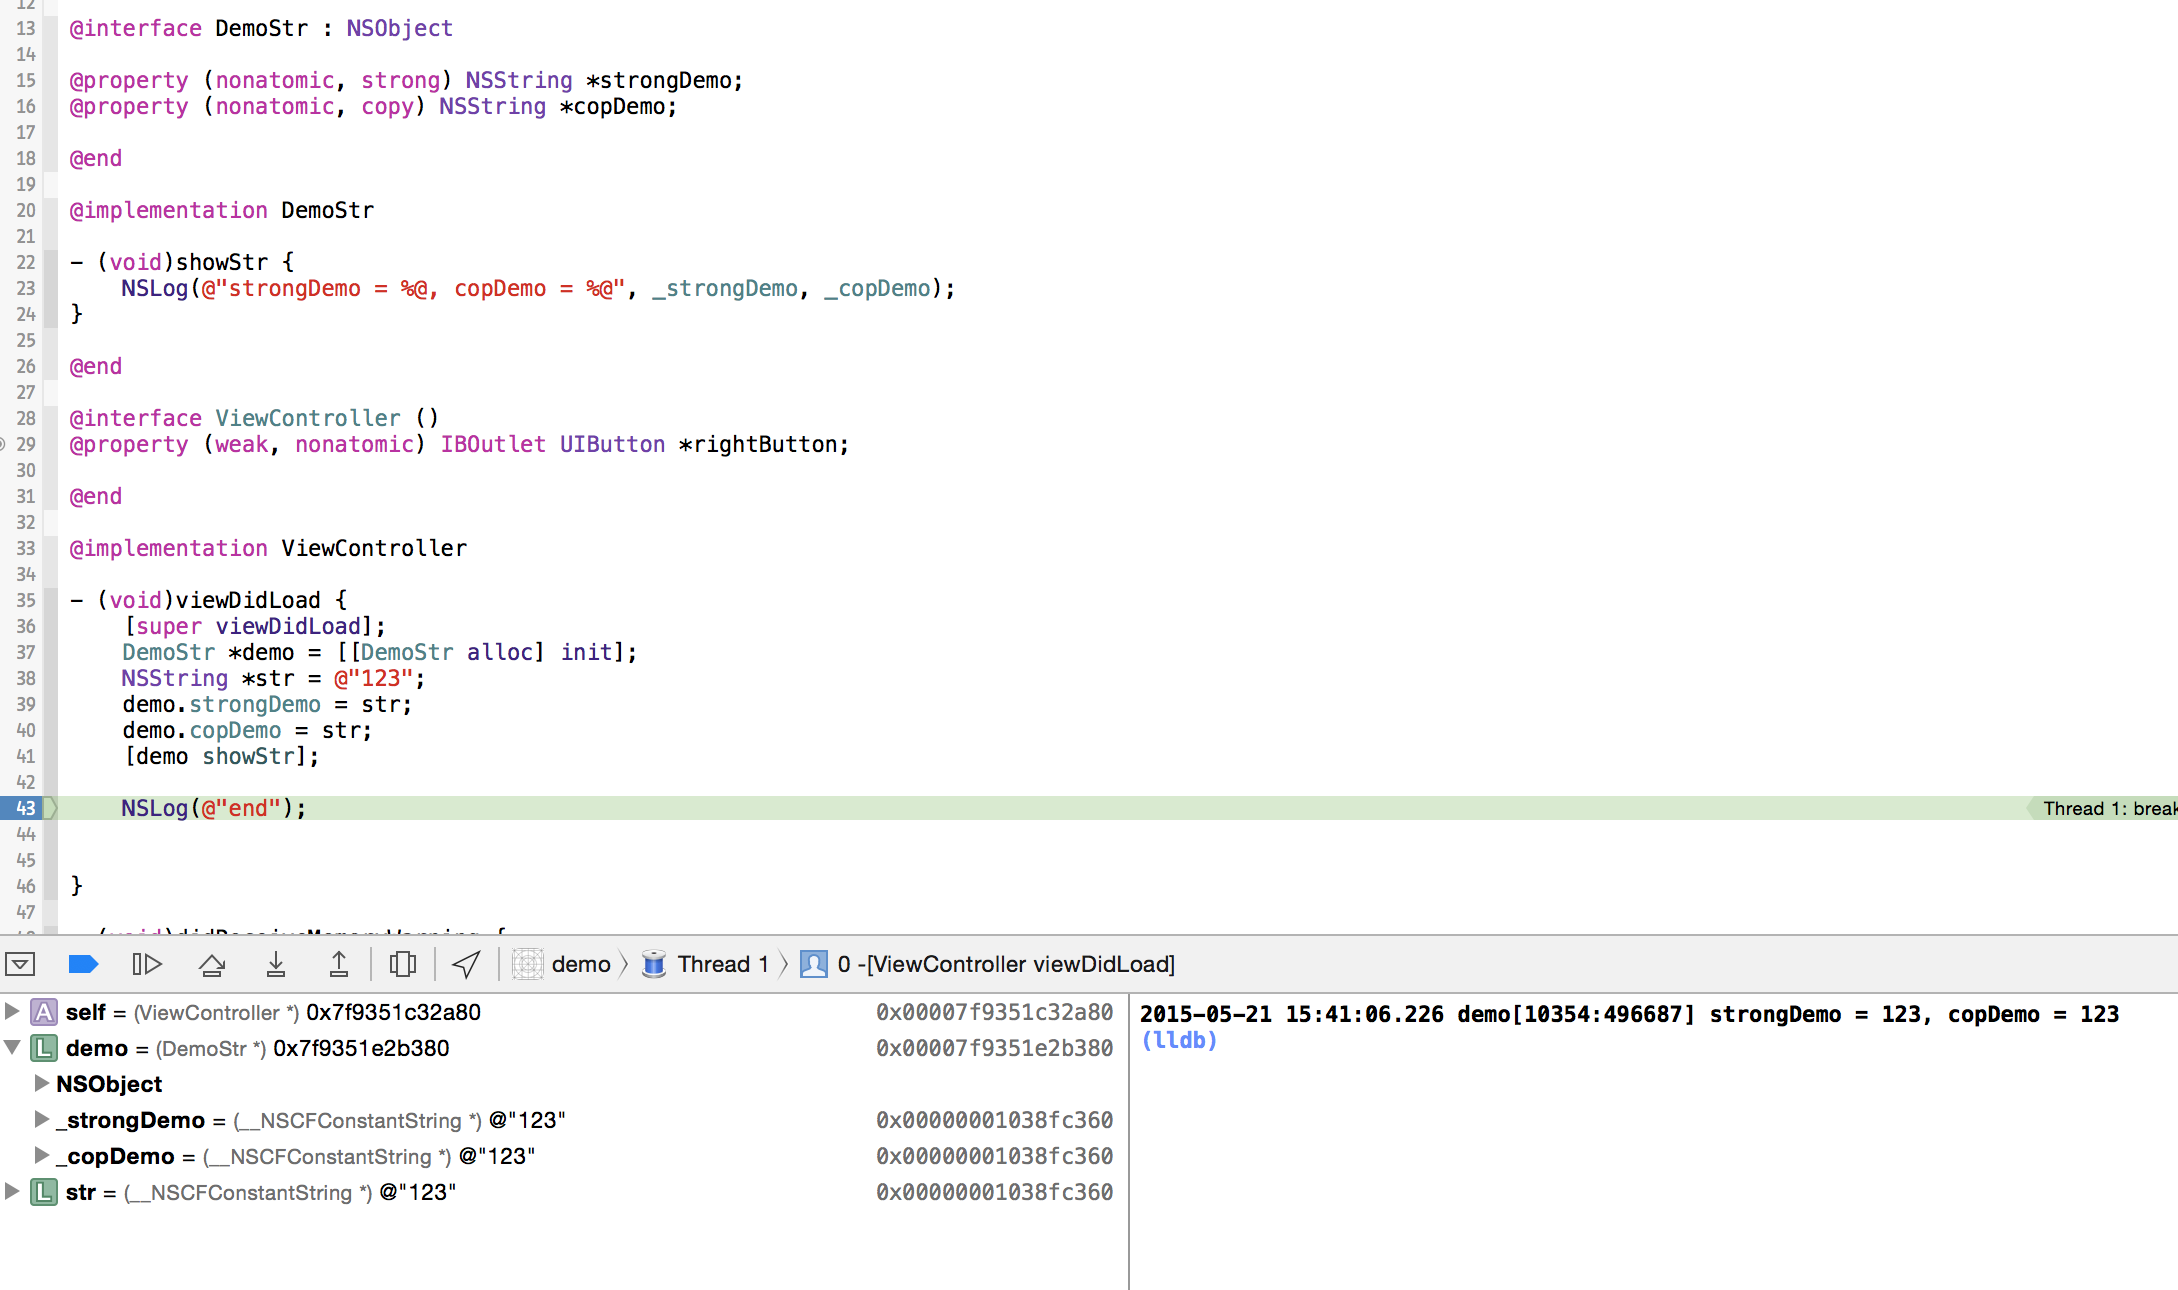 12
13 @interface DemoStr : NSObject
14
15 @property (nonatomic, strong) NSString *strongDemo;
16 @property (nonatomic, copy) NSString *copDemo;
17
18 @end
19
20 @implementation DemoStr
21
22 - (void)showStr {
23     NSLog(@"strongDemo = %@, copDemo = %@", _strongDemo, _copDemo);
24 }
25
26 @end
27
28 @interface ViewController ()
29 @property (weak, nonatomic) IBOutlet UIButton *rightButton;
30
31 @end
32
33 @implementation ViewController
34
35 - (void)viewDidLoad {
36     [super viewDidLoad];
37     DemoStr *demo = [[DemoStr alloc] init];
38     NSString *str = @"123";
39     demo.strongDemo = str;
40     demo.copDemo = str;
41     [demo showStr];
42
43     NSLog(@"end"); Thread 1: break
44
45
46 }
47
demo Thread 1 0 -[ViewController viewDidLoad]
A self = (ViewController *) 0x7f9351c32a80 0x00007f9351c32a80
L demo = (DemoStr *) 0x7f9351e2b380 0x00007f9351e2b380
NSObject
_strongDemo = (__NSCFConstantString *) @"123" 0x00000001038fc360
_copDemo = (__NSCFConstantString *) @"123" 0x00000001038fc360
L str = (__NSCFConstantString *) @"123" 0x00000001038fc360
2015-05-21 15:41:06.226 demo[10354:496687] strongDemo = 123, copDemo = 123
(lldb)